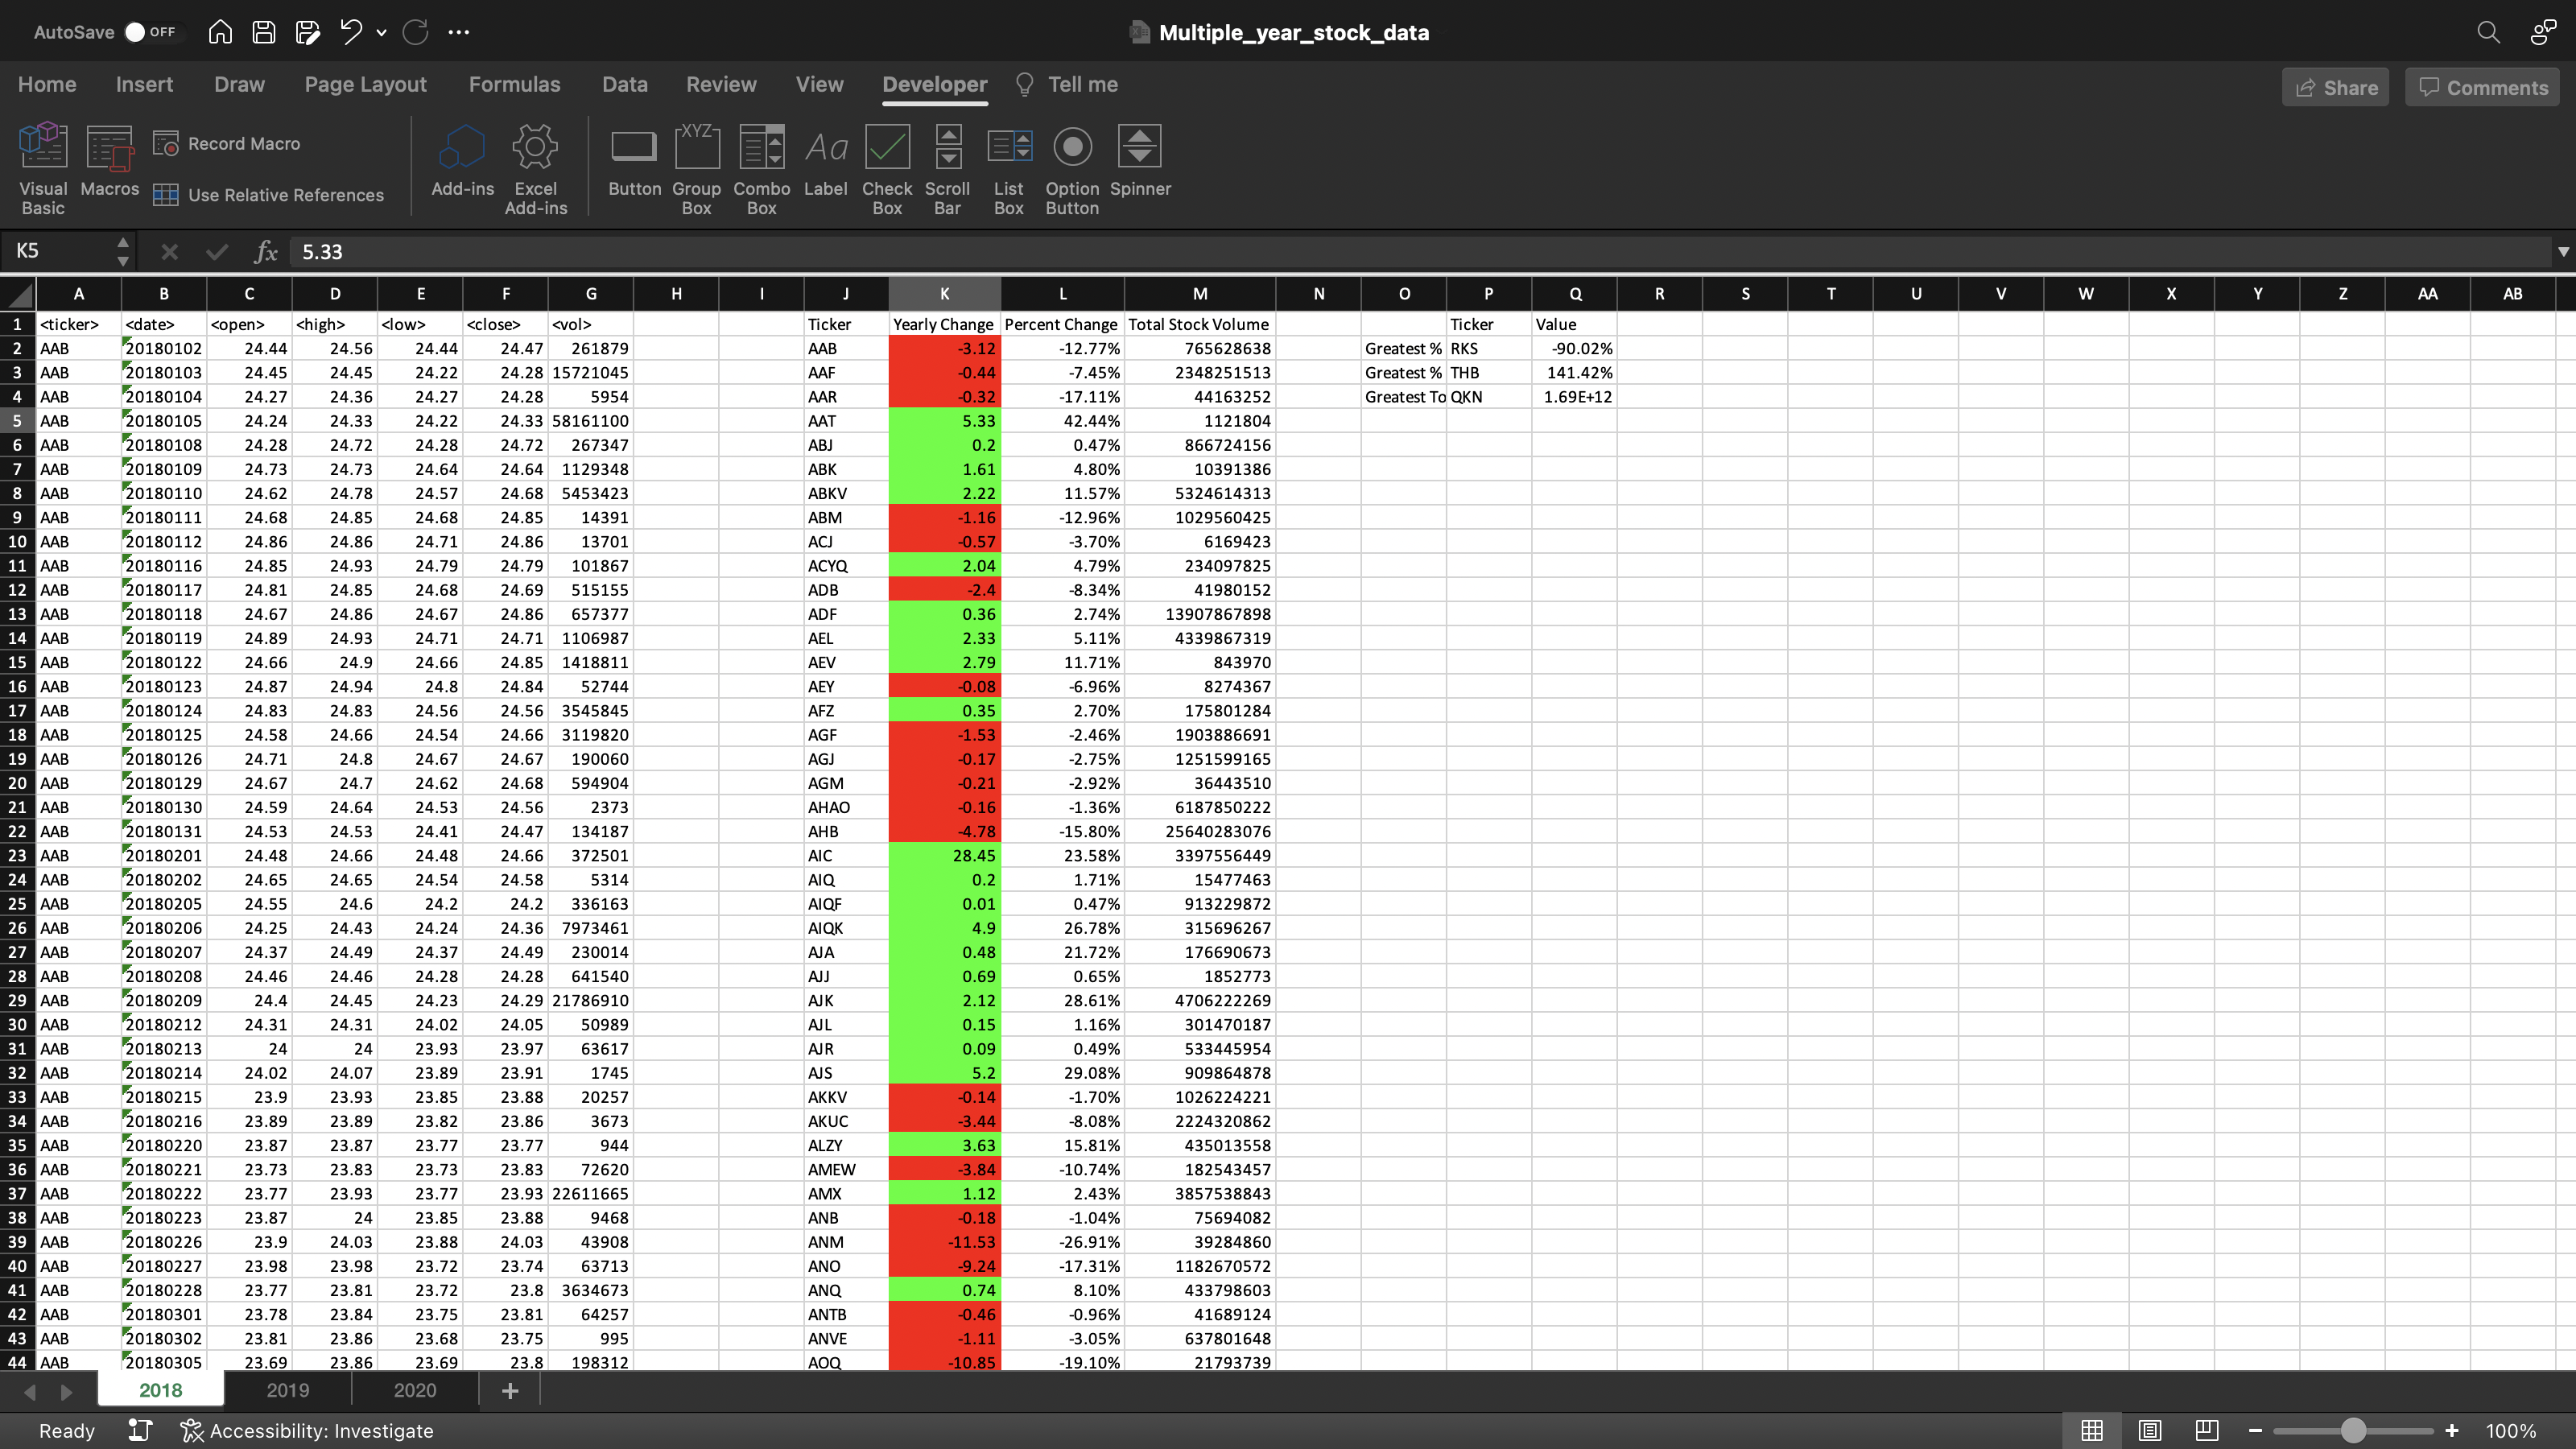 AutoSave OFF Multiple_year_stock_data
Home Insert Draw Page Layout Formulas Data Review View Developer Tell me Share Comments
Visual Basic Macros Record Macro Use Relative References Add-ins Excel Add-ins Button XYZ Group Box Combo Box Aa Label Check Box Scroll Bar List Box Option Button Spinner
K5 fx 5.33
A B C D E F G H I J K L M N O P Q R S T U V W X Y Z AA AB
1 <ticker> <date> <open> <high> <low> <close> <vol> Ticker Yearly Change Percent Change Total Stock Volume Ticker Value
2 AAB 20180102 24.44 24.56 24.44 24.47 261879 AAB -3.12 -12.77% 765628638 Greatest % RKS -90.02%
3 AAB 20180103 24.45 24.45 24.22 24.28 15721045 AAF -0.44 -7.45% 2348251513 Greatest % THB 141.42%
4 AAB 20180104 24.27 24.36 24.27 24.28 5954 AAR -0.32 -17.11% 44163252 Greatest To QKN 1.69E+12
5 AAB 20180105 24.24 24.33 24.22 24.33 58161100 AAT 5.33 42.44% 1121804
6 AAB 20180108 24.28 24.72 24.28 24.72 267347 ABJ 0.2 0.47% 866724156
7 AAB 20180109 24.73 24.73 24.64 24.64 1129348 ABK 1.61 4.80% 10391386
8 AAB 20180110 24.62 24.78 24.57 24.68 5453423 ABKV 2.22 11.57% 5324614313
9 AAB 20180111 24.68 24.85 24.68 24.85 14391 ABM -1.16 -12.96% 1029560425
10 AAB 20180112 24.86 24.86 24.71 24.86 13701 ACJ -0.57 -3.70% 6169423
11 AAB 20180116 24.85 24.93 24.79 24.79 101867 ACYQ 2.04 4.79% 234097825
12 AAB 20180117 24.81 24.85 24.68 24.69 515155 ADB -2.4 -8.34% 41980152
13 AAB 20180118 24.67 24.86 24.67 24.86 657377 ADF 0.36 2.74% 13907867898
14 AAB 20180119 24.89 24.93 24.71 24.71 1106987 AEL 2.33 5.11% 4339867319
15 AAB 20180122 24.66 24.9 24.66 24.85 1418811 AEV 2.79 11.71% 843970
16 AAB 20180123 24.87 24.94 24.8 24.84 52744 AEY -0.08 -6.96% 8274367
17 AAB 20180124 24.83 24.83 24.56 24.56 3545845 AFZ 0.35 2.70% 175801284
18 AAB 20180125 24.58 24.66 24.54 24.66 3119820 AGF -1.53 -2.46% 1903886691
19 AAB 20180126 24.71 24.8 24.67 24.67 190060 AGJ -0.17 -2.75% 1251599165
20 AAB 20180129 24.67 24.7 24.62 24.68 594904 AGM -0.21 -2.92% 36443510
21 AAB 20180130 24.59 24.64 24.53 24.56 2373 AHAO -0.16 -1.36% 6187850222
22 AAB 20180131 24.53 24.53 24.41 24.47 134187 AHB -4.78 -15.80% 25640283076
23 AAB 20180201 24.48 24.66 24.48 24.66 372501 AIC 28.45 23.58% 3397556449
24 AAB 20180202 24.65 24.65 24.54 24.58 5314 AIQ 0.2 1.71% 15477463
25 AAB 20180205 24.55 24.6 24.2 24.2 336163 AIQF 0.01 0.47% 913229872
26 AAB 20180206 24.25 24.43 24.24 24.36 7973461 AIQK 4.9 26.78% 315696267
27 AAB 20180207 24.37 24.49 24.37 24.49 230014 AJA 0.48 21.72% 176690673
28 AAB 20180208 24.46 24.46 24.28 24.28 641540 AJJ 0.69 0.65% 1852773
29 AAB 20180209 24.4 24.45 24.23 24.29 21786910 AJK 2.12 28.61% 4706222269
30 AAB 20180212 24.31 24.31 24.02 24.05 50989 AJL 0.15 1.16% 301470187
31 AAB 20180213 24 24 23.93 23.97 63617 AJR 0.09 0.49% 533445954
32 AAB 20180214 24.02 24.07 23.89 23.91 1745 AJS 5.2 29.08% 909864878
33 AAB 20180215 23.9 23.93 23.85 23.88 20257 AKKV -0.14 -1.70% 1026224221
34 AAB 20180216 23.89 23.89 23.82 23.86 3673 AKUC -3.44 -8.08% 2224320862
35 AAB 20180220 23.87 23.87 23.77 23.77 944 ALZY 3.63 15.81% 435013558
36 AAB 20180221 23.73 23.83 23.73 23.83 72620 AMEW -3.84 -10.74% 182543457
37 AAB 20180222 23.77 23.93 23.77 23.93 22611665 AMX 1.12 2.43% 3857538843
38 AAB 20180223 23.87 24 23.85 23.88 9468 ANB -0.18 -1.04% 75694082
39 AAB 20180226 23.9 24.03 23.88 24.03 43908 ANM -11.53 -26.91% 39284860
40 AAB 20180227 23.98 23.98 23.72 23.74 63713 ANO -9.24 -17.31% 1182670572
41 AAB 20180228 23.77 23.81 23.72 23.8 3634673 ANQ 0.74 8.10% 433798603
42 AAB 20180301 23.78 23.84 23.75 23.81 64257 ANTB -0.46 -0.96% 41689124
43 AAB 20180302 23.81 23.86 23.68 23.75 995 ANVE -1.11 -3.05% 637801648
44 AAB 20180305 23.69 23.86 23.69 23.8 198312 AOQ -10.85 -19.10% 21793739
2018 2019 2020 +
Ready Accessibility: Investigate 100%